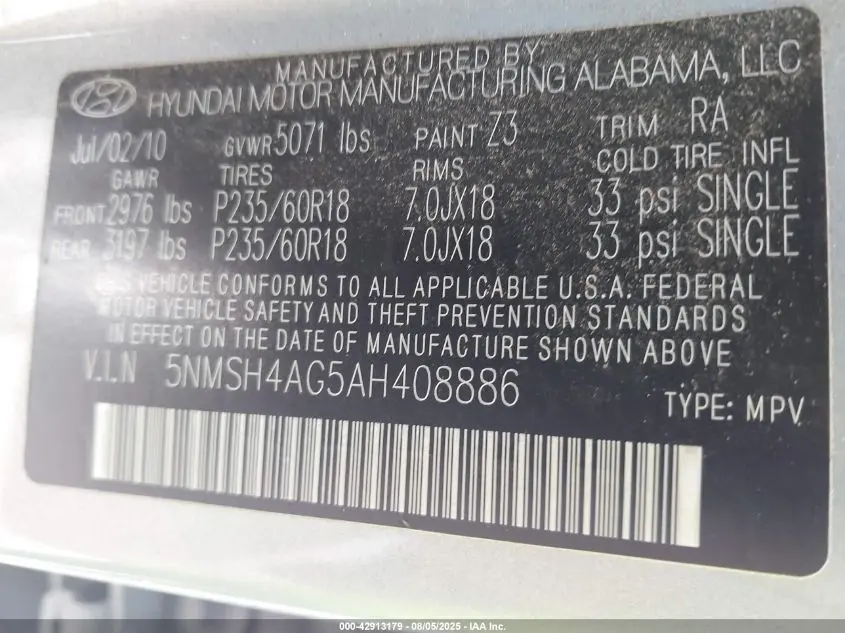 MANUFACTURED BY
HYUNDAI MOTOR MANUFACTURING ALABAMA, LLC
Jul/02/10 GVWR 5071 lbs PAINT Z3 TRIM RA
GAWR TIRES RIMS COLD TIRE INFL
FRONT 2976 lbs P235/60R18 7.0JX18 33 psi SINGLE
REAR 3197 lbs P235/60R18 7.0JX18 33 psi SINGLE
THIS VEHICLE CONFORMS TO ALL APPLICABLE U.S.A. FEDERAL
MOTOR VEHICLE SAFETY AND THEFT PREVENTION STANDARDS
IN EFFECT ON THE DATE OF MANUFACTURE SHOWN ABOVE
V.I.N 5NMSH4AG5AH408886
TYPE: MPV
000-42913179 - 08/05/2025 - IAA Inc.